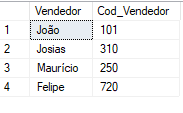 Vendedor Cod_Vendedor
1 João 101
2 Josias 310
3 Maurício 250
4 Felipe 720